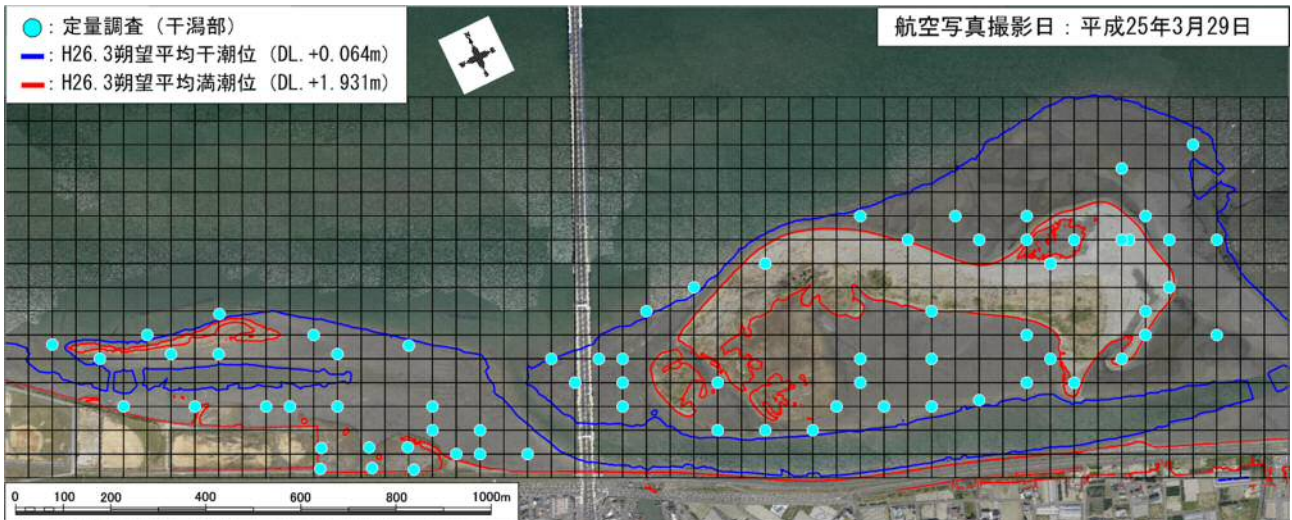 ●：定量調査（干潟部）
━：H26.3朔望平均干潮位（DL.+0.064m）
━：H26.3朔望平均満潮位（DL.+1.931m）
航空写真撮影日：平成25年3月29日
0 100 200 400 600 800 1000m